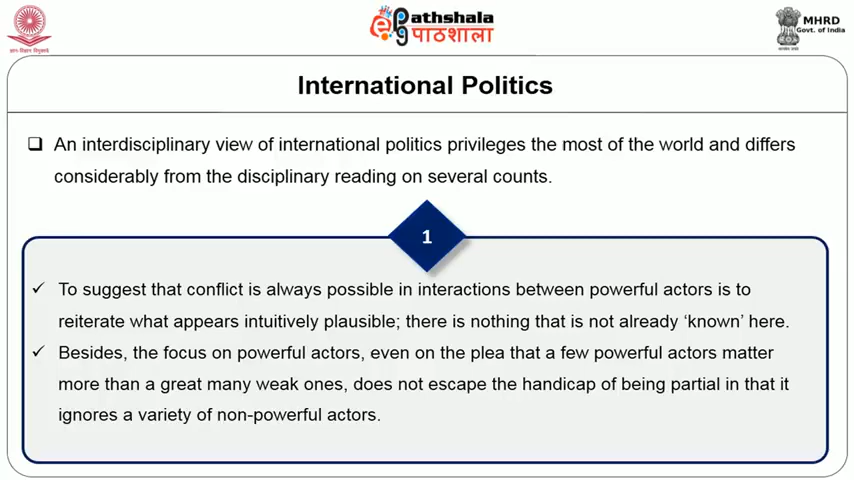 ePathshala
पाठशाला
MHRD
Govt. of India
International Politics
An interdisciplinary view of international politics privileges the most of the world and differs
considerably from the disciplinary reading on several counts.
1
To suggest that conflict is always possible in interactions between powerful actors is to
reiterate what appears intuitively plausible; there is nothing that is not already ‘known’ here.
Besides, the focus on powerful actors, even on the plea that a few powerful actors matter
more than a great many weak ones, does not escape the handicap of being partial in that it
ignores a variety of non-powerful actors.